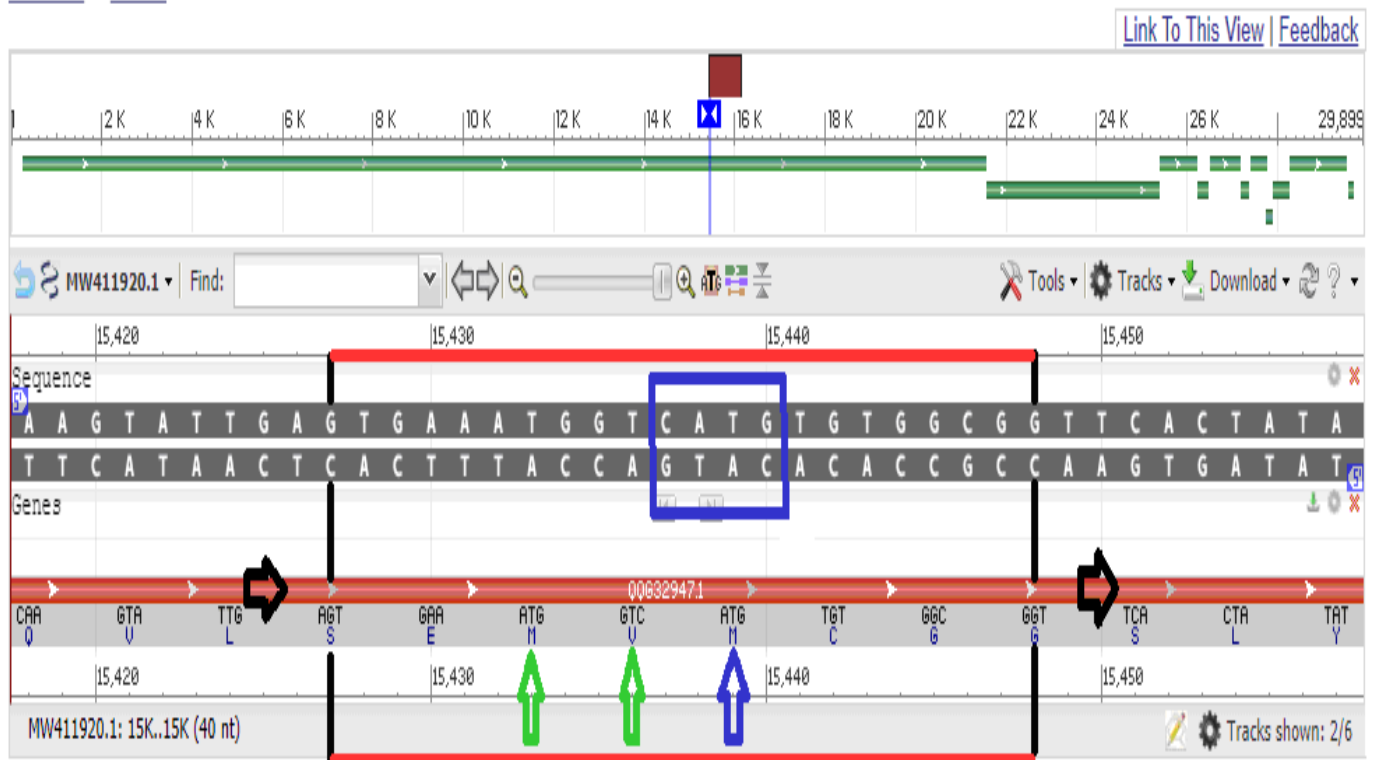 Link To This View | Feedback
1 2 K 4 K 6 K 8 K 10 K 12 K 14 K 16 K 18 K 20 K 22 K 24 K 26 K 29,899
MW411920.1 Find: ATG Tools Tracks Download ?
15,420 15,430 15,440 15,450
Sequence
5'
A A G T A T T G A G T G A A A T G G T C A T G T G T G G C G G T T C A C T A T A
T T C A T A A C T C A C T T T A C C A G T A C A C A C C G C C A A G T G A T A T
5'
Genes
QQG32947.1
CAA GTA TTG AGT GAA ATG GTC ATG TGT GGC GGT TCA CTA TAT
Q V L S E M V M C G G S L Y
15,420 15,430 15,440 15,450
MW411920.1: 15K..15K (40 nt) Tracks shown: 2/6